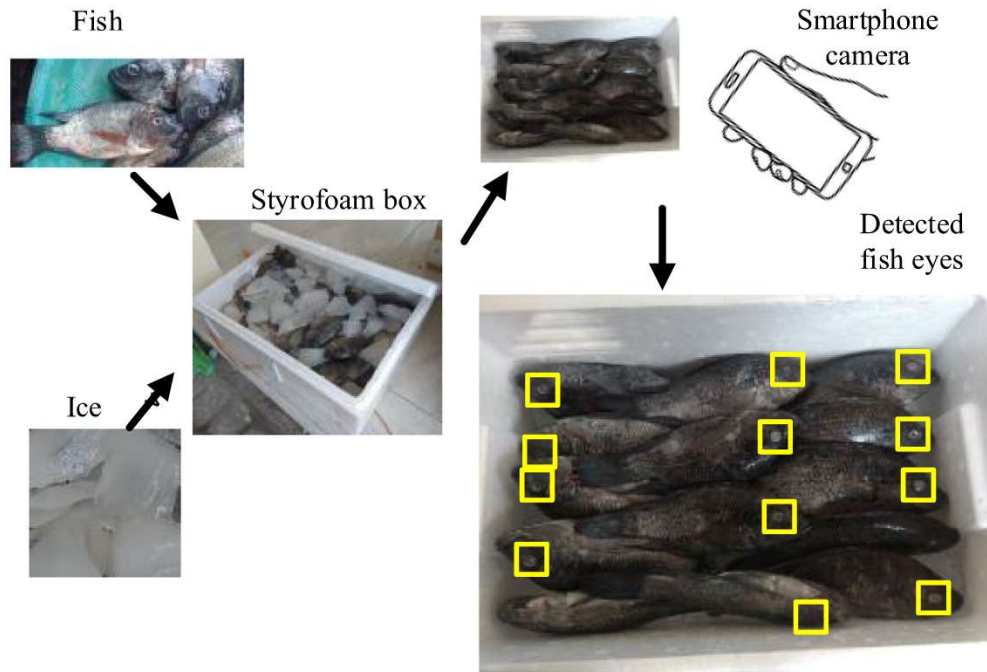 Fish
Smartphone
camera
Styrofoam box
Detected
fish eyes
Ice